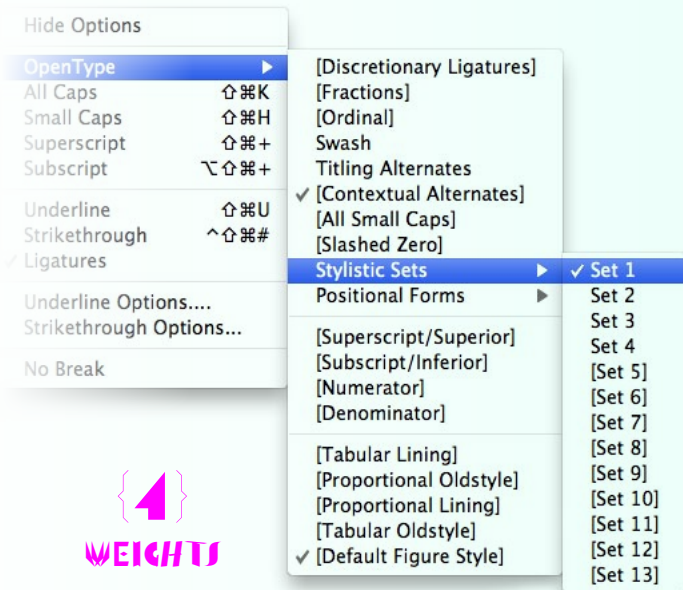 Hide Options
OpenType ▶
All Caps ⇧⌘K
Small Caps ⇧⌘H
Superscript ⇧⌘+
Subscript ⌥⇧⌘+
Underline ⇧⌘U
Strikethrough ^⇧⌘#
✓ Ligatures
Underline Options....
Strikethrough Options...
No Break
[Discretionary Ligatures]
[Fractions]
[Ordinal]
Swash
Titling Alternates
✓ [Contextual Alternates]
[All Small Caps]
[Slashed Zero]
Stylistic Sets ▶
Positional Forms ▶
[Superscript/Superior]
[Subscript/Inferior]
[Numerator]
[Denominator]
[Tabular Lining]
[Proportional Oldstyle]
[Proportional Lining]
[Tabular Oldstyle]
✓ [Default Figure Style]
✓ Set 1
Set 2
Set 3
Set 4
[Set 5]
[Set 6]
[Set 7]
[Set 8]
[Set 9]
[Set 10]
[Set 11]
[Set 12]
[Set 13]
{4}
WEIGHTS